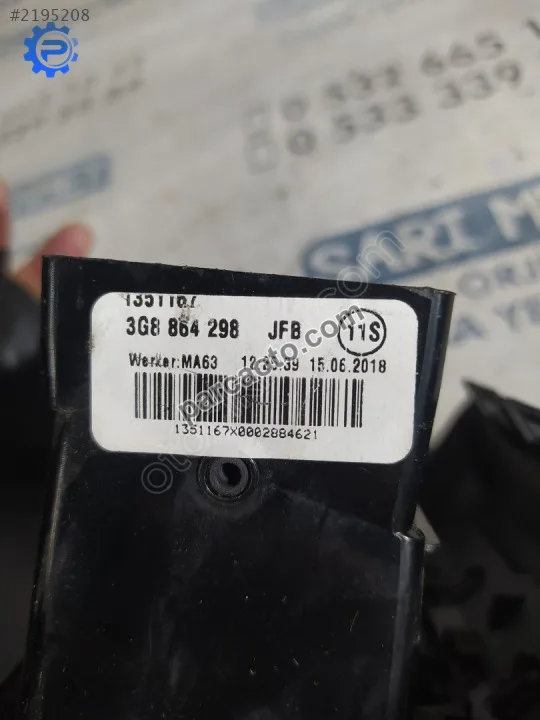 #2195208
0 532 665
0 533 339
SARI
1351167
3G8 864 298 JFB 11S
Werker:MA63 15.06.2018
1351167X0002884621
parcaoto.com